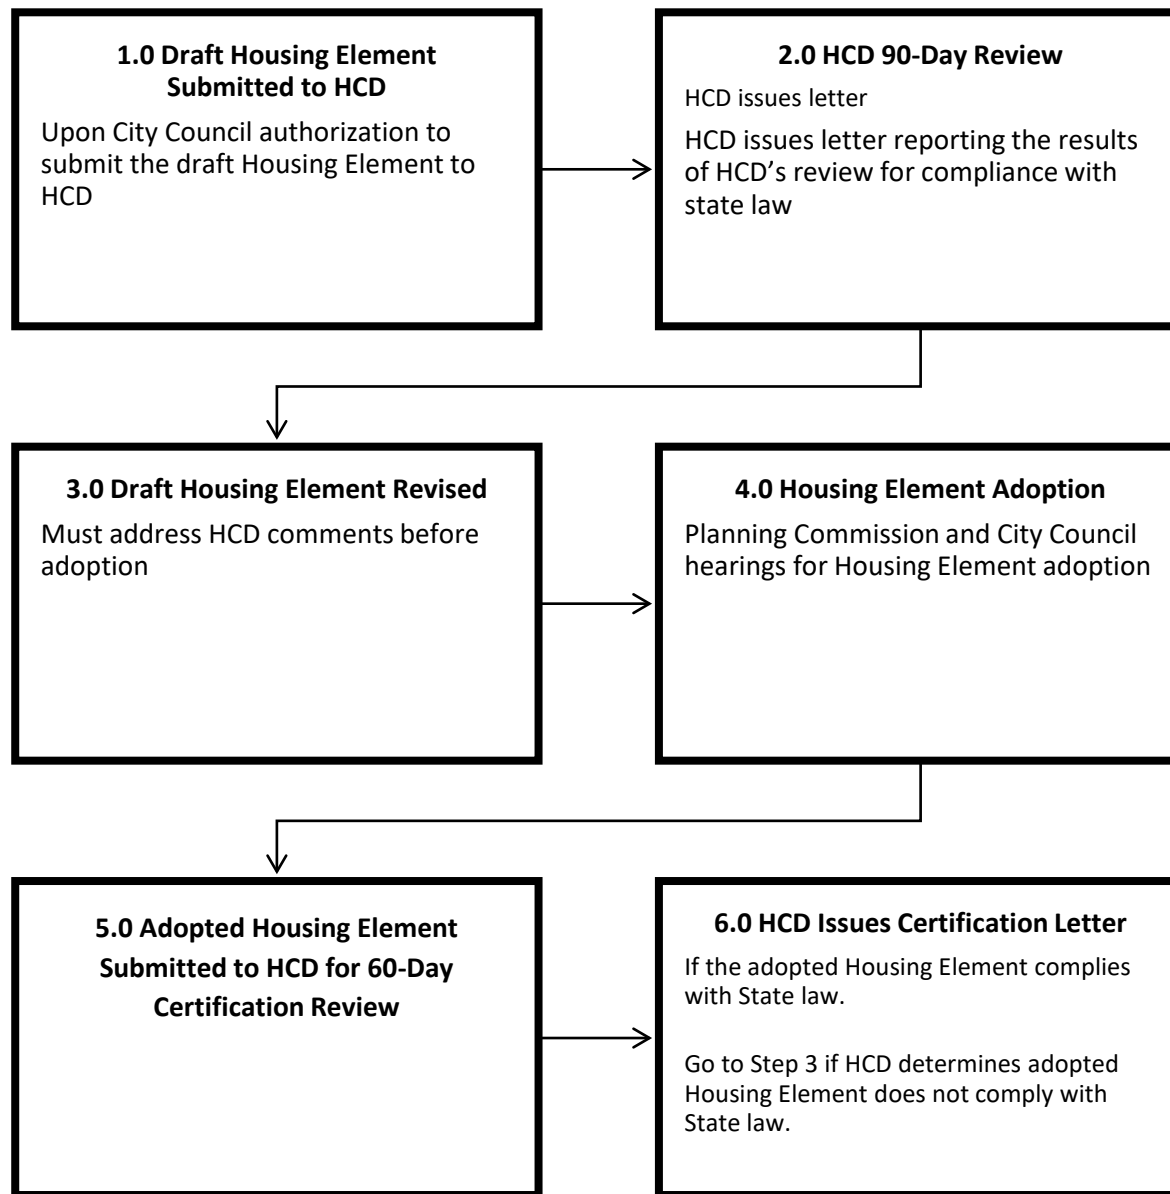 1.0 Draft Housing Element
Submitted to HCD
Upon City Council authorization to
submit the draft Housing Element to
HCD
2.0 HCD 90-Day Review
HCD issues letter
HCD issues letter reporting the results
of HCD’s review for compliance with
state law
3.0 Draft Housing Element Revised
Must address HCD comments before
adoption
4.0 Housing Element Adoption
Planning Commission and City Council
hearings for Housing Element adoption
5.0 Adopted Housing Element
Submitted to HCD for 60-Day
Certification Review
6.0 HCD Issues Certification Letter
If the adopted Housing Element complies
with State law.
Go to Step 3 if HCD determines adopted
Housing Element does not comply with
State law.